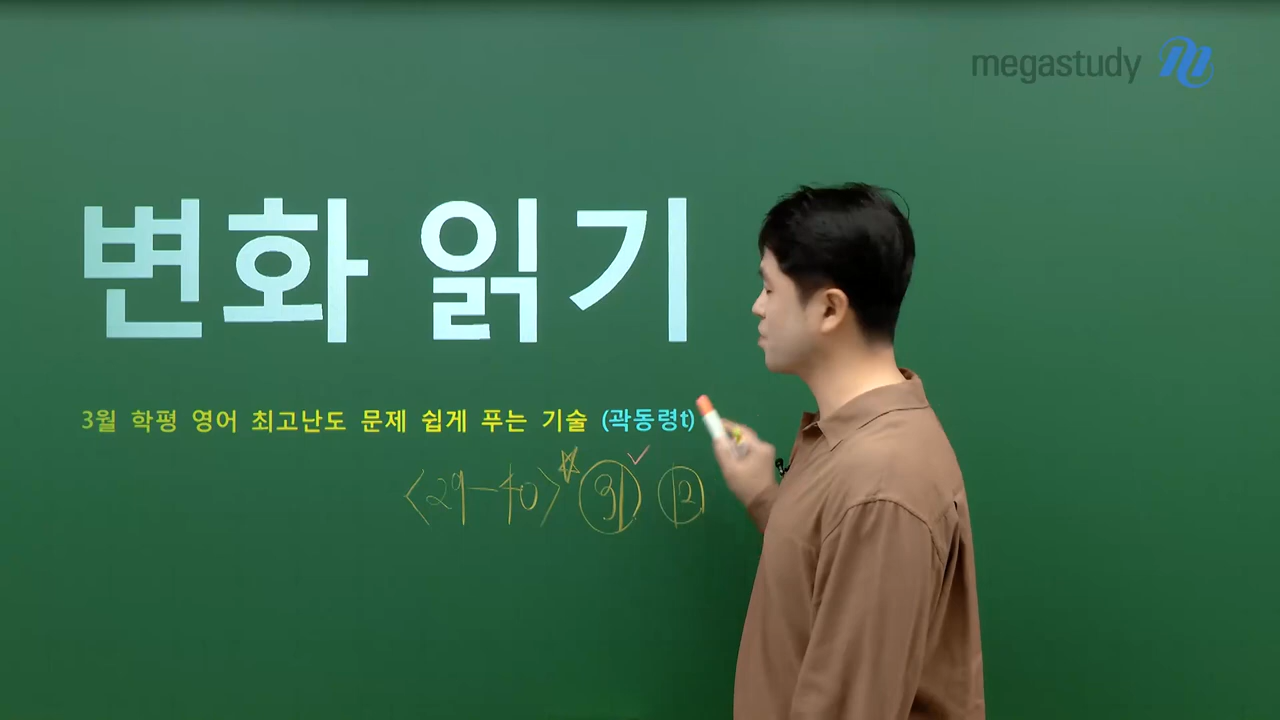 megastudy
변화 읽기
3월 학평 영어 최고난도 문제 쉽게 푸는 기술 (곽동령t)
<29-40>☆ 31 ✓ 12